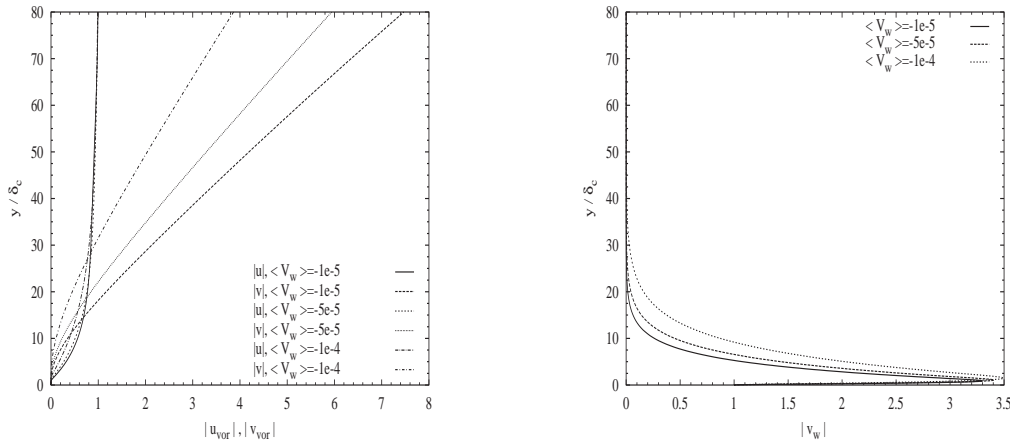 80
70
60
50
40
30
20
10
0
y / δc
0 1 2 3 4 5 6 7 8
|uvor| , |vvor|
|u|, < Vw >=-1e-5
|v|, < Vw >=-1e-5
|u|, < Vw >=-5e-5
|v|, < Vw >=-5e-5
|u|, < Vw >=-1e-4
|v|, < Vw >=-1e-4
80
70
60
50
40
30
20
10
0
y / δc
0 0.5 1 1.5 2 2.5 3 3.5
|vw|
< Vw >=-1e-5
< Vw >=-5e-5
< Vw >=-1e-4